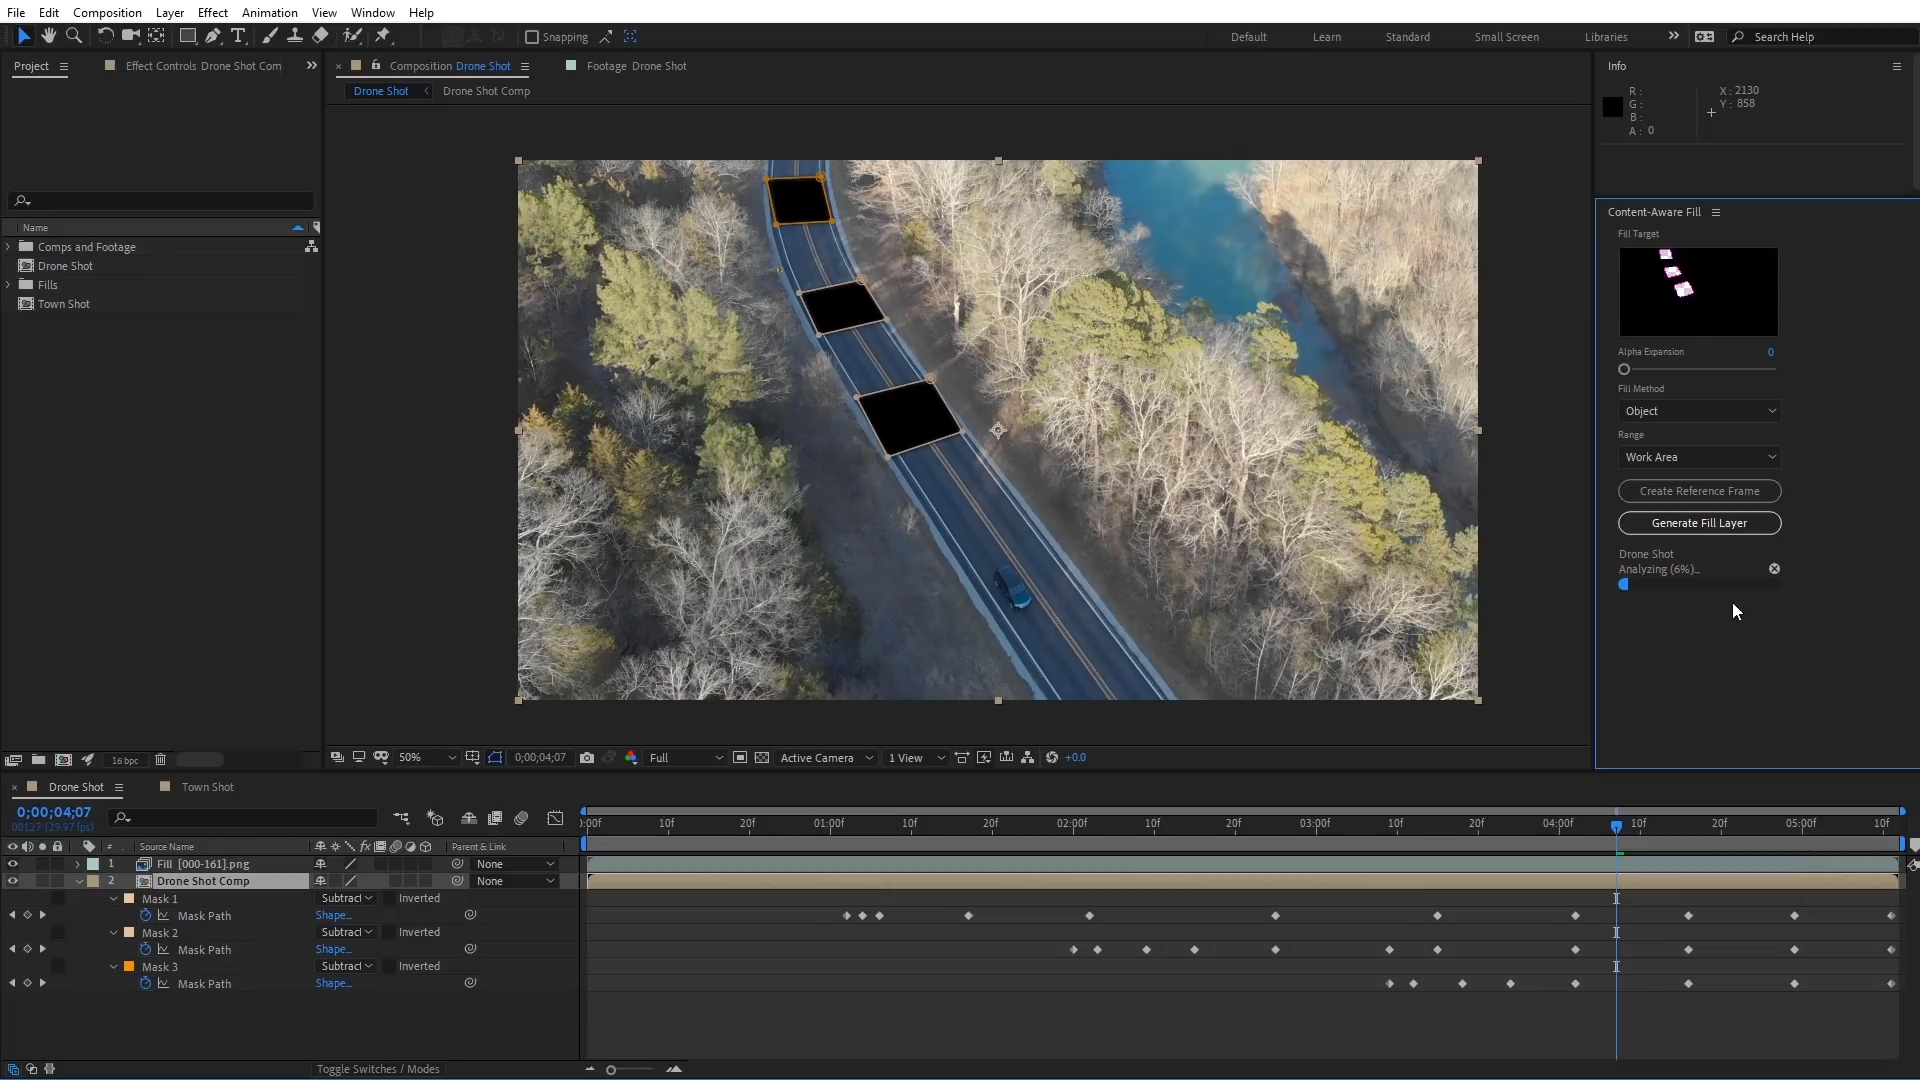 File Edit Composition Layer Effect Animation View Window Help
Snapping Default Learn Standard Small Screen Libraries Search Help
Project Effect Controls Drone Shot Com
Composition Drone Shot Footage Drone Shot
Drone Shot Drone Shot Comp
Name
Comps and Footage
Drone Shot
Fills
Town Shot
16 bpc
50% 0;00;04;07 Full Active Camera 1 View +0.0
Info
R :
G :
B :
A : 0
X : 2130
Y : 858
Content-Aware Fill
Fill Target
Alpha Expansion 0
Fill Method
Object
Range
Work Area
Create Reference Frame
Generate Fill Layer
Drone Shot
Analyzing (6%)...
Drone Shot Town Shot
0;00;04;07
00127 (29.97 fps)
:00f 10f 20f 01:00f 10f 20f 02:00f 10f 20f 03:00f 10f 20f 04:00f 10f 20f 05:00f 10f
# Source Name Parent & Link
1 Fill [000-161].png None
2 Drone Shot Comp None
Mask 1 Subtract Inverted
Mask Path Shape...
Mask 2 Subtract Inverted
Mask Path Shape...
Mask 3 Subtract Inverted
Mask Path Shape...
Toggle Switches / Modes